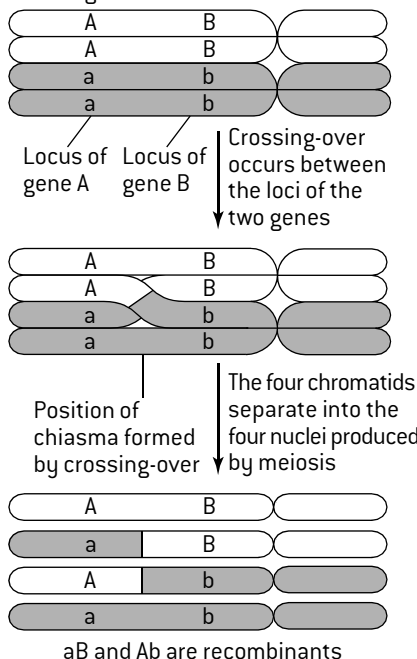 A B
A B
a b
a b
Locus of gene A
Locus of gene B
Crossing-over
occurs between
the loci of the
two genes
A B
A B
a b
a b
Position of
chiasma formed
by crossing-over
The four chromatids
separate into the
four nuclei produced
by meiosis
A B
a B
A b
a b
aB and Ab are recombinants